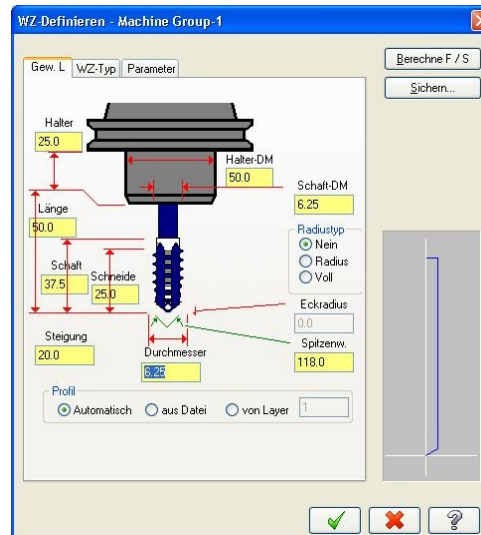 WZ-Definieren - Machine Group-1
Gew. L
WZ-Typ
Parameter
Berechne F / S
Sichern...
Halter
25.0
Halter-DM
50.0
Schaft-DM
6.25
Länge
50.0
Radiustyp
Nein
Radius
Voll
Schaft
37.5
Schneide
25.0
Eckradius
0.0
Steigung
20.0
Spitzenw.
118.0
Durchmesser
6.25
Profil
Automatisch
aus Datei
von Layer
1